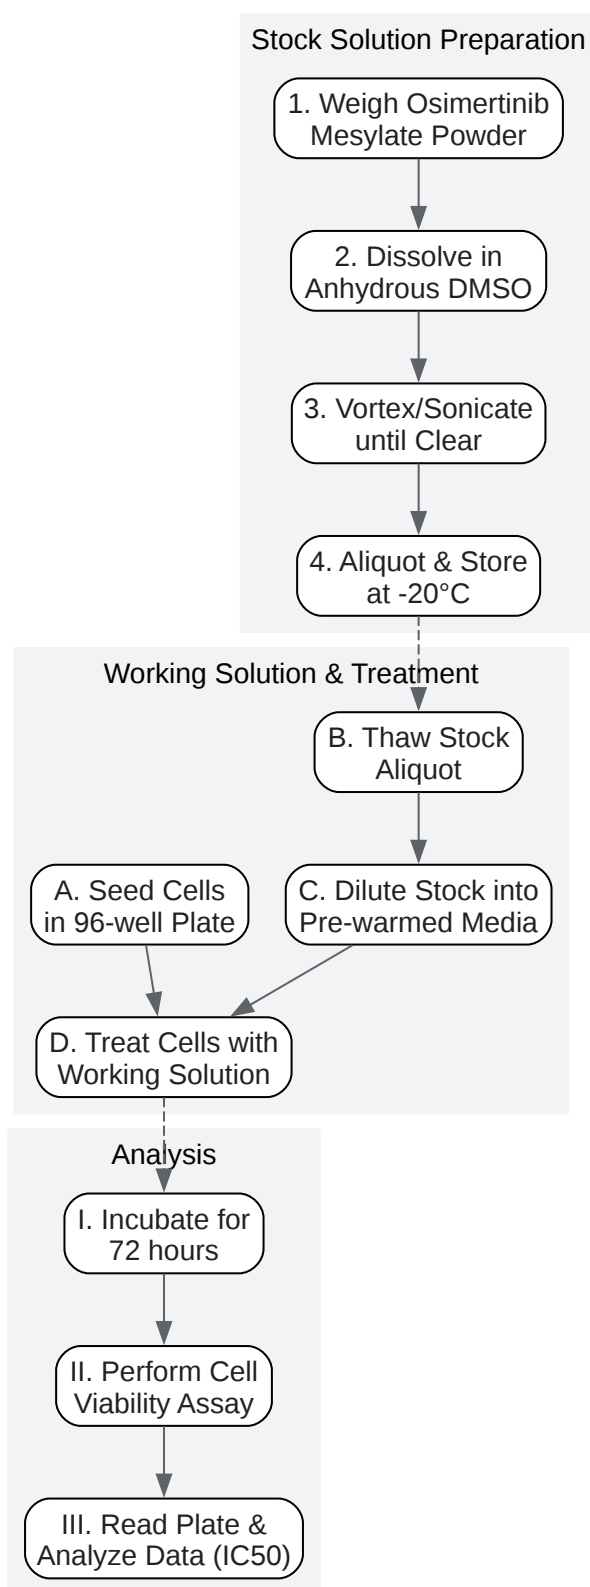 Stock Solution Preparation
1. Weigh Osimertinib
Mesylate Powder
2. Dissolve in
Anhydrous DMSO
3. Vortex/Sonicate
until Clear
4. Aliquot & Store
at -20°C
Working Solution & Treatment
B. Thaw Stock
Aliquot
A. Seed Cells
in 96-well Plate
C. Dilute Stock into
Pre-warmed Media
D. Treat Cells with
Working Solution
Analysis
I. Incubate for
72 hours
II. Perform Cell
Viability Assay
III. Read Plate &
Analyze Data (IC50)